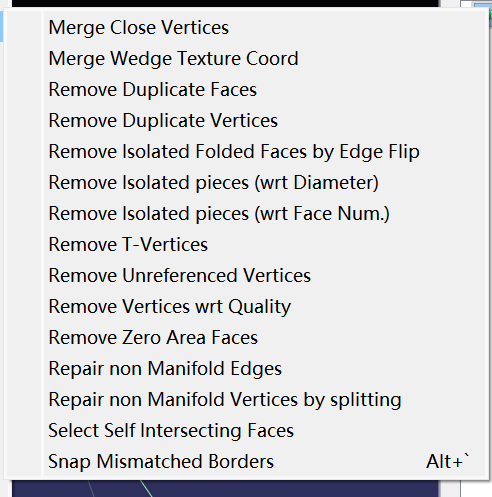 Merge Close Vertices
Merge Wedge Texture Coord
Remove Duplicate Faces
Remove Duplicate Vertices
Remove Isolated Folded Faces by Edge Flip
Remove Isolated pieces (wrt Diameter)
Remove Isolated pieces (wrt Face Num.)
Remove T-Vertices
Remove Unreferenced Vertices
Remove Vertices wrt Quality
Remove Zero Area Faces
Repair non Manifold Edges
Repair non Manifold Vertices by splitting
Select Self Intersecting Faces
Snap Mismatched Borders Alt+`